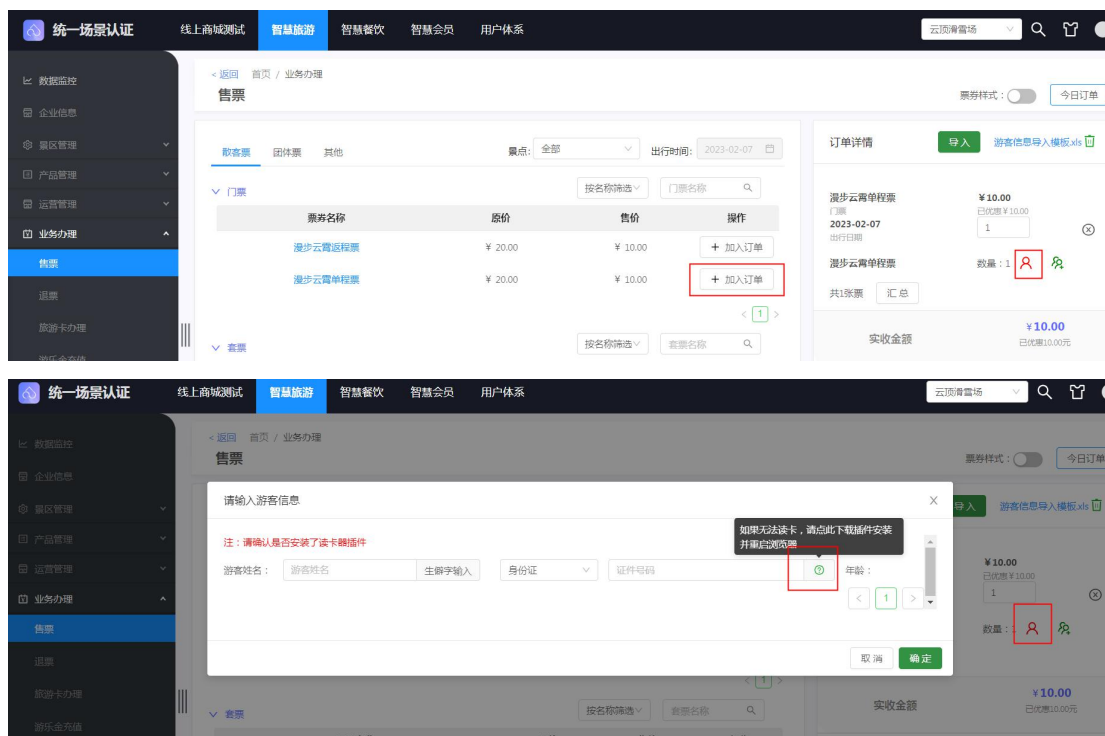 统一场景认证 线上商城测试 智慧旅游 智慧餐饮 智慧会员 用户体系 云顶滑雪场
数据监控
企业信息
景区管理
产品管理
运营管理
业务办理
售票
退票
旅游卡办理
游乐金充值
< 返回 首页 / 业务办理
售票
票券样式： 今日订单
散客票 团体票 其他 景点: 全部 出行时间: 2023-02-07
门票 按名称筛选 门票名称
票券名称 原价 售价 操作
漫步云霄返程票 ¥ 20.00 ¥ 10.00 + 加入订单
漫步云霄单程票 ¥ 20.00 ¥ 10.00 + 加入订单
< 1 >
套票 按名称筛选 套票名称
订单详情 导入 游客信息导入模板.xls
漫步云霄单程票 ¥10.00
门票 已优惠¥10.00
2023-02-07 1
出行日期
漫步云霄单程票 数量：1
共1张票 汇总
实收金额 ¥10.00
已优惠10.00元
统一场景认证 线上商城测试 智慧旅游 智慧餐饮 智慧会员 用户体系 云顶滑雪场
数据监控
企业信息
景区管理
产品管理
运营管理
业务办理
售票
退票
旅游卡办理
游乐金充值
< 返回 首页 / 业务办理
售票
票券样式： 今日订单
导入 游客信息导入模板.xls
请输入游客信息
如果无法读卡，请点此下载插件安装
并重启浏览器
注：请确认是否安装了读卡器插件
游客姓名： 游客姓名 生僻字输入 身份证 证件号码 年龄：
< 1 >
取消 确定
¥10.00
已优惠¥10.00
1
数量：1
< 1 >
套票 按名称筛选 套票名称
实收金额 ¥10.00
已优惠10.00元